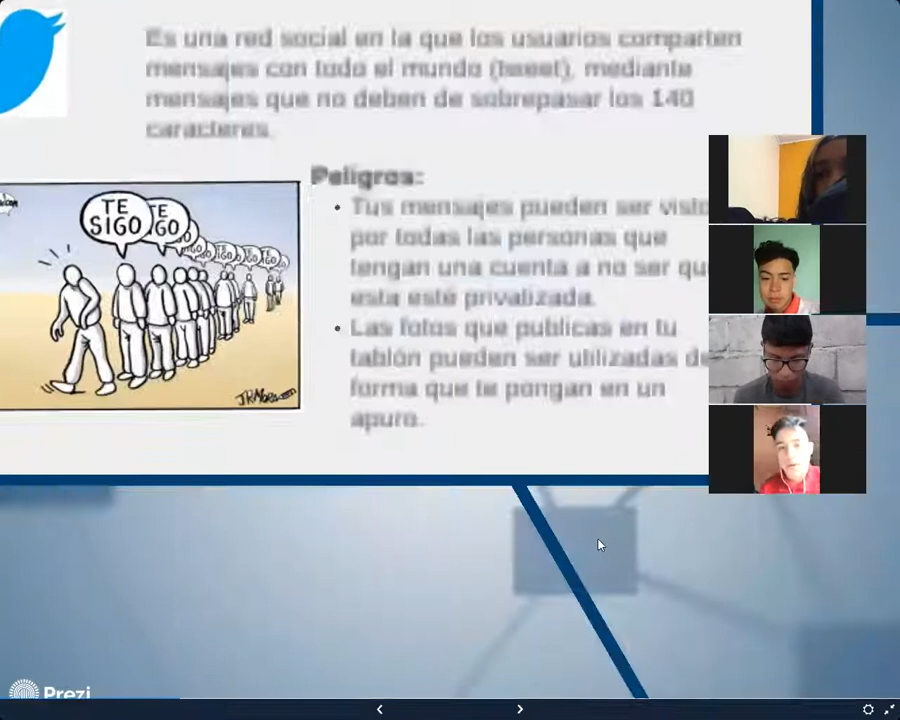 Es una red social en la que los usuarios comparten
mensajes con todo el mundo (tweet), mediante
mensajes que no deben de sobrepasar los 140
caracteres.
Peligros:
• Tus mensajes pueden ser visto
por todas las personas que
tengan una cuenta a no ser qu
esta esté privatizada.
• Las fotos que publicas en tu
tablón pueden ser utilizadas de
forma que te pongan en un
apuro.
TE
SIGO
TE
IGO
Prezi